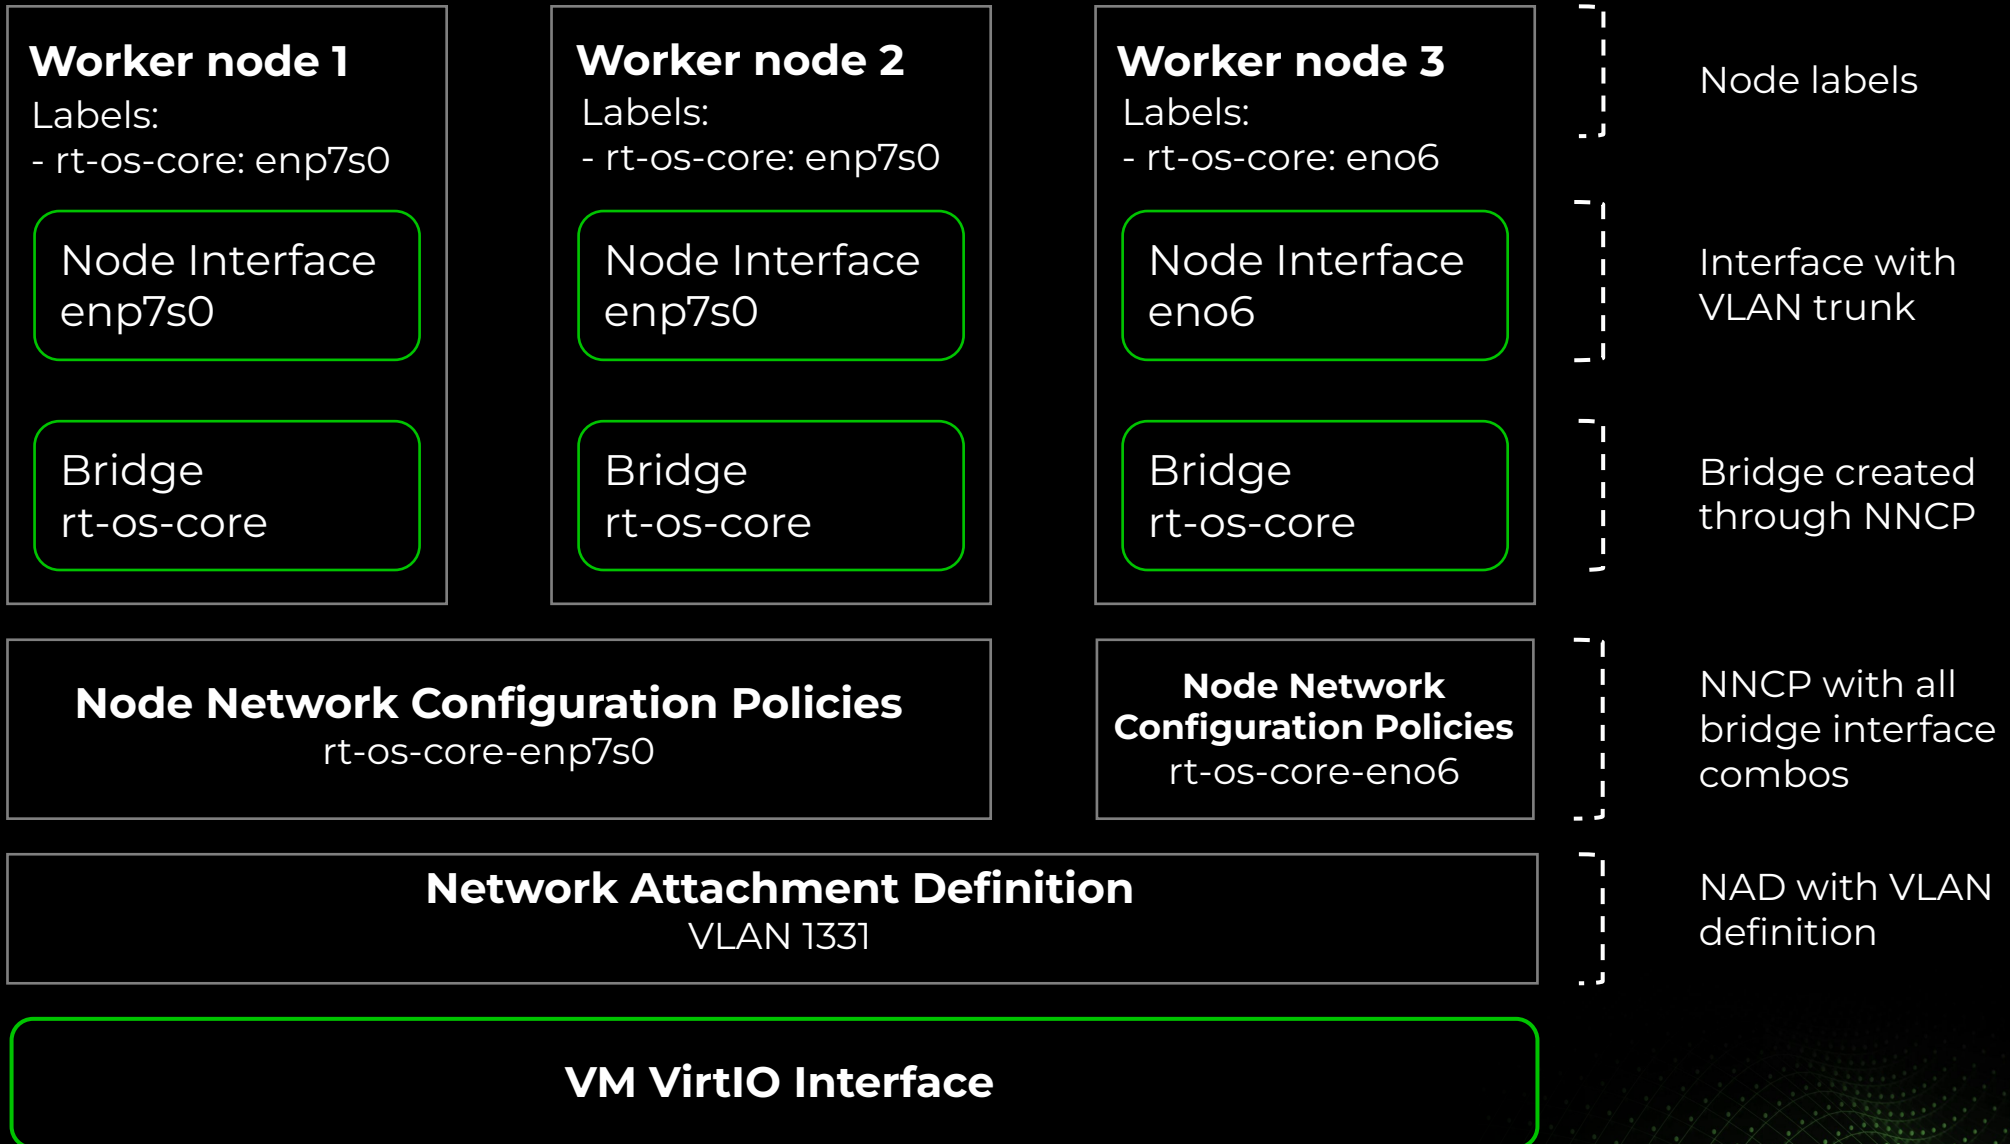 Worker node 1
Labels:
- rt-os-core: enp7s0
Node Interface
enp7s0
Bridge
rt-os-core
Worker node 2
Labels:
- rt-os-core: enp7s0
Node Interface
enp7s0
Bridge
rt-os-core
Worker node 3
Labels:
- rt-os-core: eno6
Node Interface
eno6
Bridge
rt-os-core
Node labels
Interface with
VLAN trunk
Bridge created
through NNCP
Node Network Configuration Policies
rt-os-core-enp7s0
Node Network
Configuration Policies
rt-os-core-eno6
NNCP with all
bridge interface
combos
Network Attachment Definition
VLAN 1331
NAD with VLAN
definition
VM VirtIO Interface